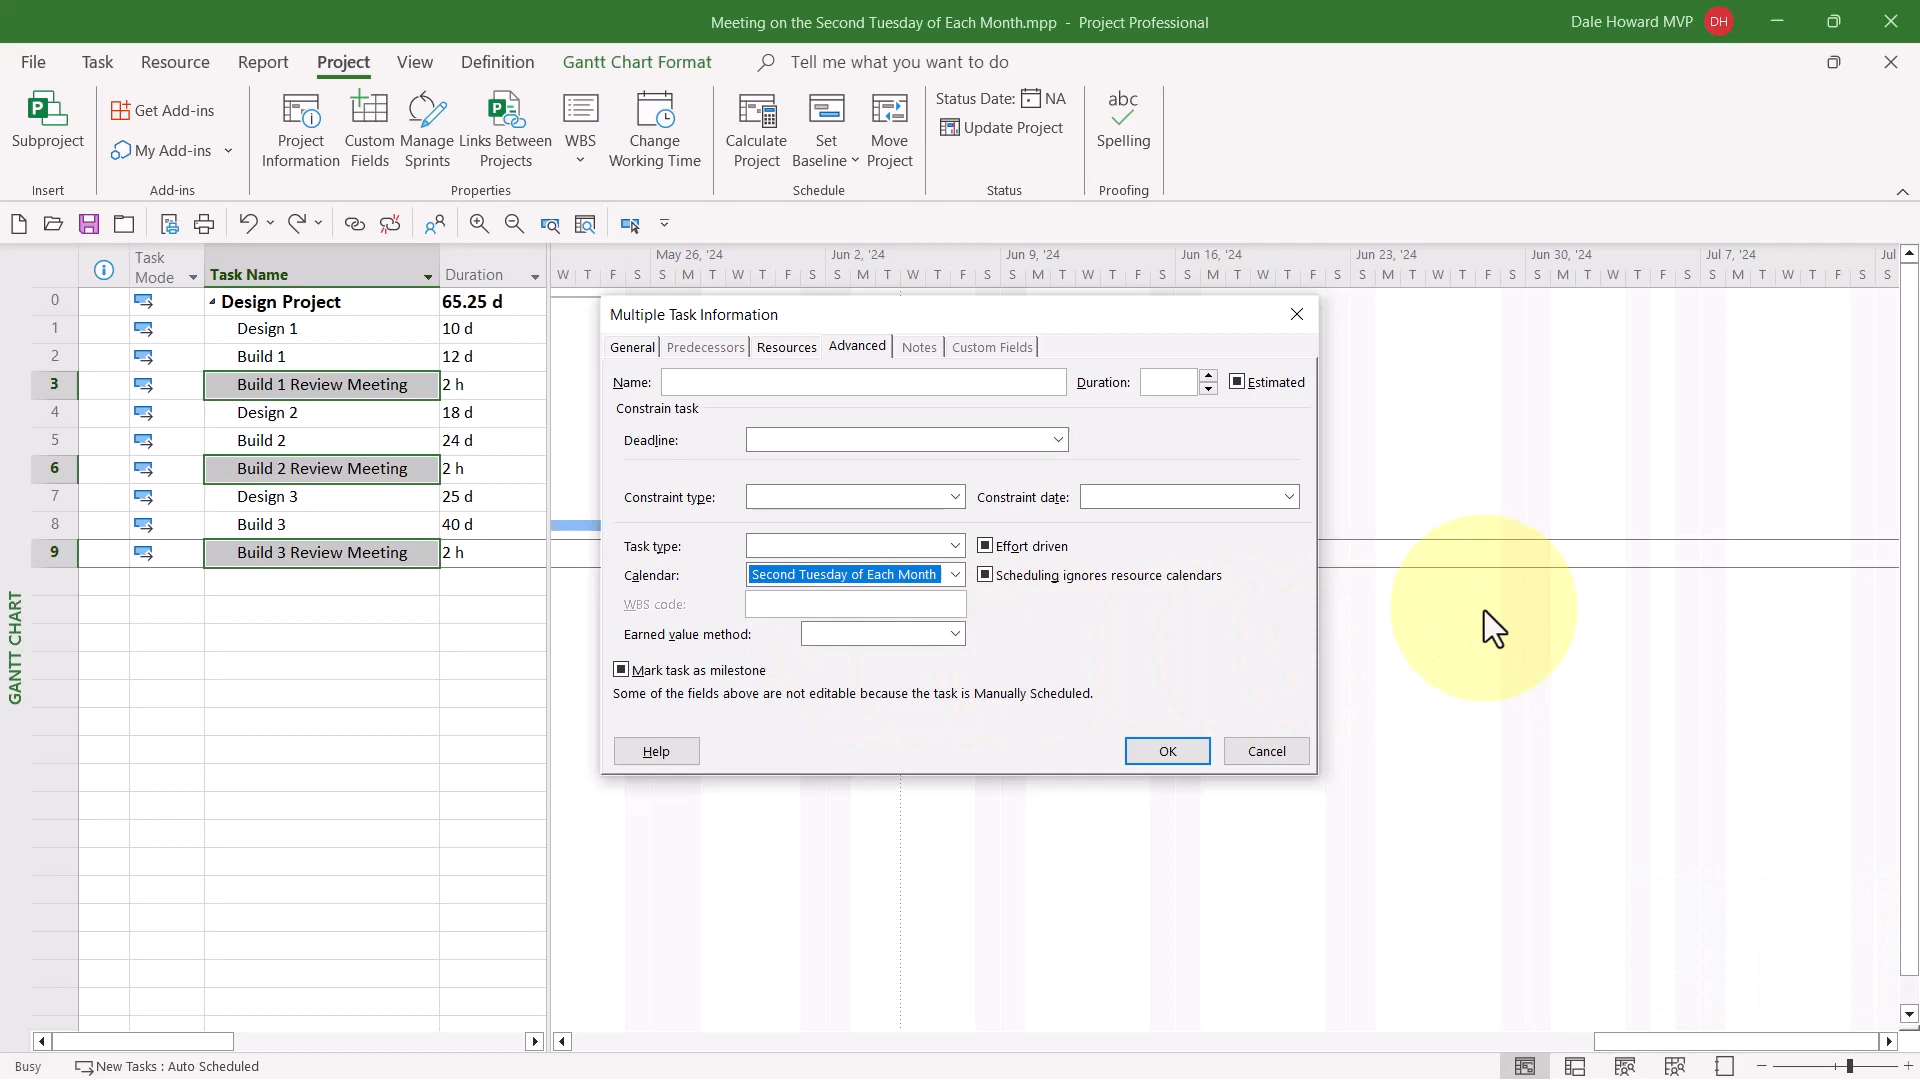 Meeting on the Second Tuesday of Each Month.mpp - Project Professional
Dale Howard MVP DH
File Task Resource Report Project View Definition Gantt Chart Format Tell me what you want to do
Subproject
Get Add-ins
My Add-ins
Project Information
Custom Fields
Manage Sprints
Links Between Projects
WBS
Change Working Time
Calculate Project
Set Baseline
Move Project
Status Date: NA
Update Project
abc
Spelling
Insert Add-ins Properties Schedule Status Proofing
Task Mode Task Name Duration
May 26, '24 Jun 2, '24 Jun 9, '24 Jun 16, '24 Jun 23, '24 Jun 30, '24 Jul 7, '24 Jul
W T F S S M T W T F S S M T W T F S S M T W T F S S M T W T F S S M T W T F S S M T W T F S S
0 Design Project 65.25 d
1 Design 1 10 d
2 Build 1 12 d
3 Build 1 Review Meeting 2 h
4 Design 2 18 d
5 Build 2 24 d
6 Build 2 Review Meeting 2 h
7 Design 3 25 d
8 Build 3 40 d
9 Build 3 Review Meeting 2 h
GANTT CHART
Multiple Task Information
General Predecessors Resources Advanced Notes Custom Fields
Name: Duration: Estimated
Constrain task
Deadline:
Constraint type: Constraint date:
Task type: Effort driven
Calendar: Second Tuesday of Each Month Scheduling ignores resource calendars
WBS code:
Earned value method:
Mark task as milestone
Some of the fields above are not editable because the task is Manually Scheduled.
Help OK Cancel
Busy New Tasks : Auto Scheduled